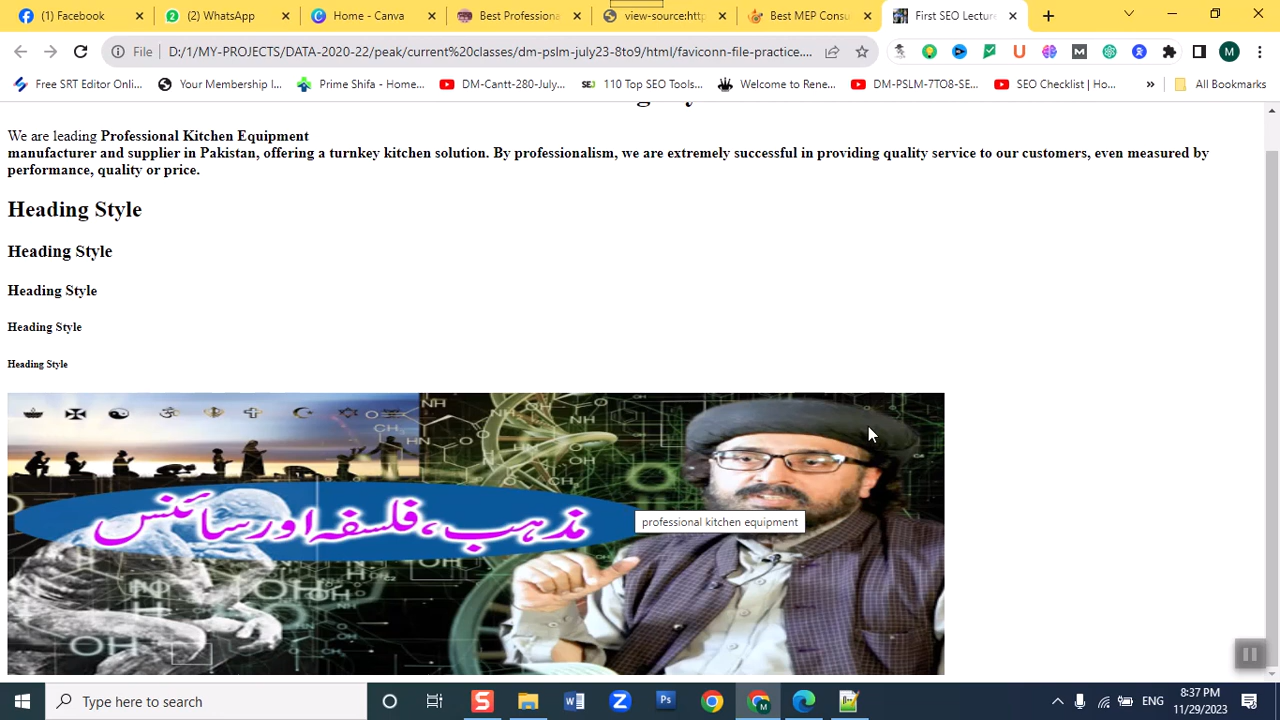 (1) Facebook
(2) WhatsApp
Home - Canva
Best Professiona
view-source:htt
Best MEP Consu
First SEO Lectur
File
D:/1/MY-PROJECTS/DATA-2020-22/peak/current%20classes/dm-pslm-july23-8to9/html/faviconn-file-practice....
M
Free SRT Editor Onli...
Your Membership I...
Prime Shifa - Home...
DM-Cantt-280-July...
SEJ 110 Top SEO Tools...
Welcome to Rene...
DM-PSLM-7TO8-SE...
SEO Checklist | Ho...
»
All Bookmarks
We are leading Professional Kitchen Equipment
manufacturer and supplier in Pakistan, offering a turnkey kitchen solution. By professionalism, we are extremely successful in providing quality service to our customers, even measured by
performance, quality or price.
Heading Style
Heading Style
Heading Style
Heading Style
Heading Style
مذہب، فلسفہ اور سائنس
professional kitchen equipment
Type here to search
ENG
8:37 PM
11/29/2023